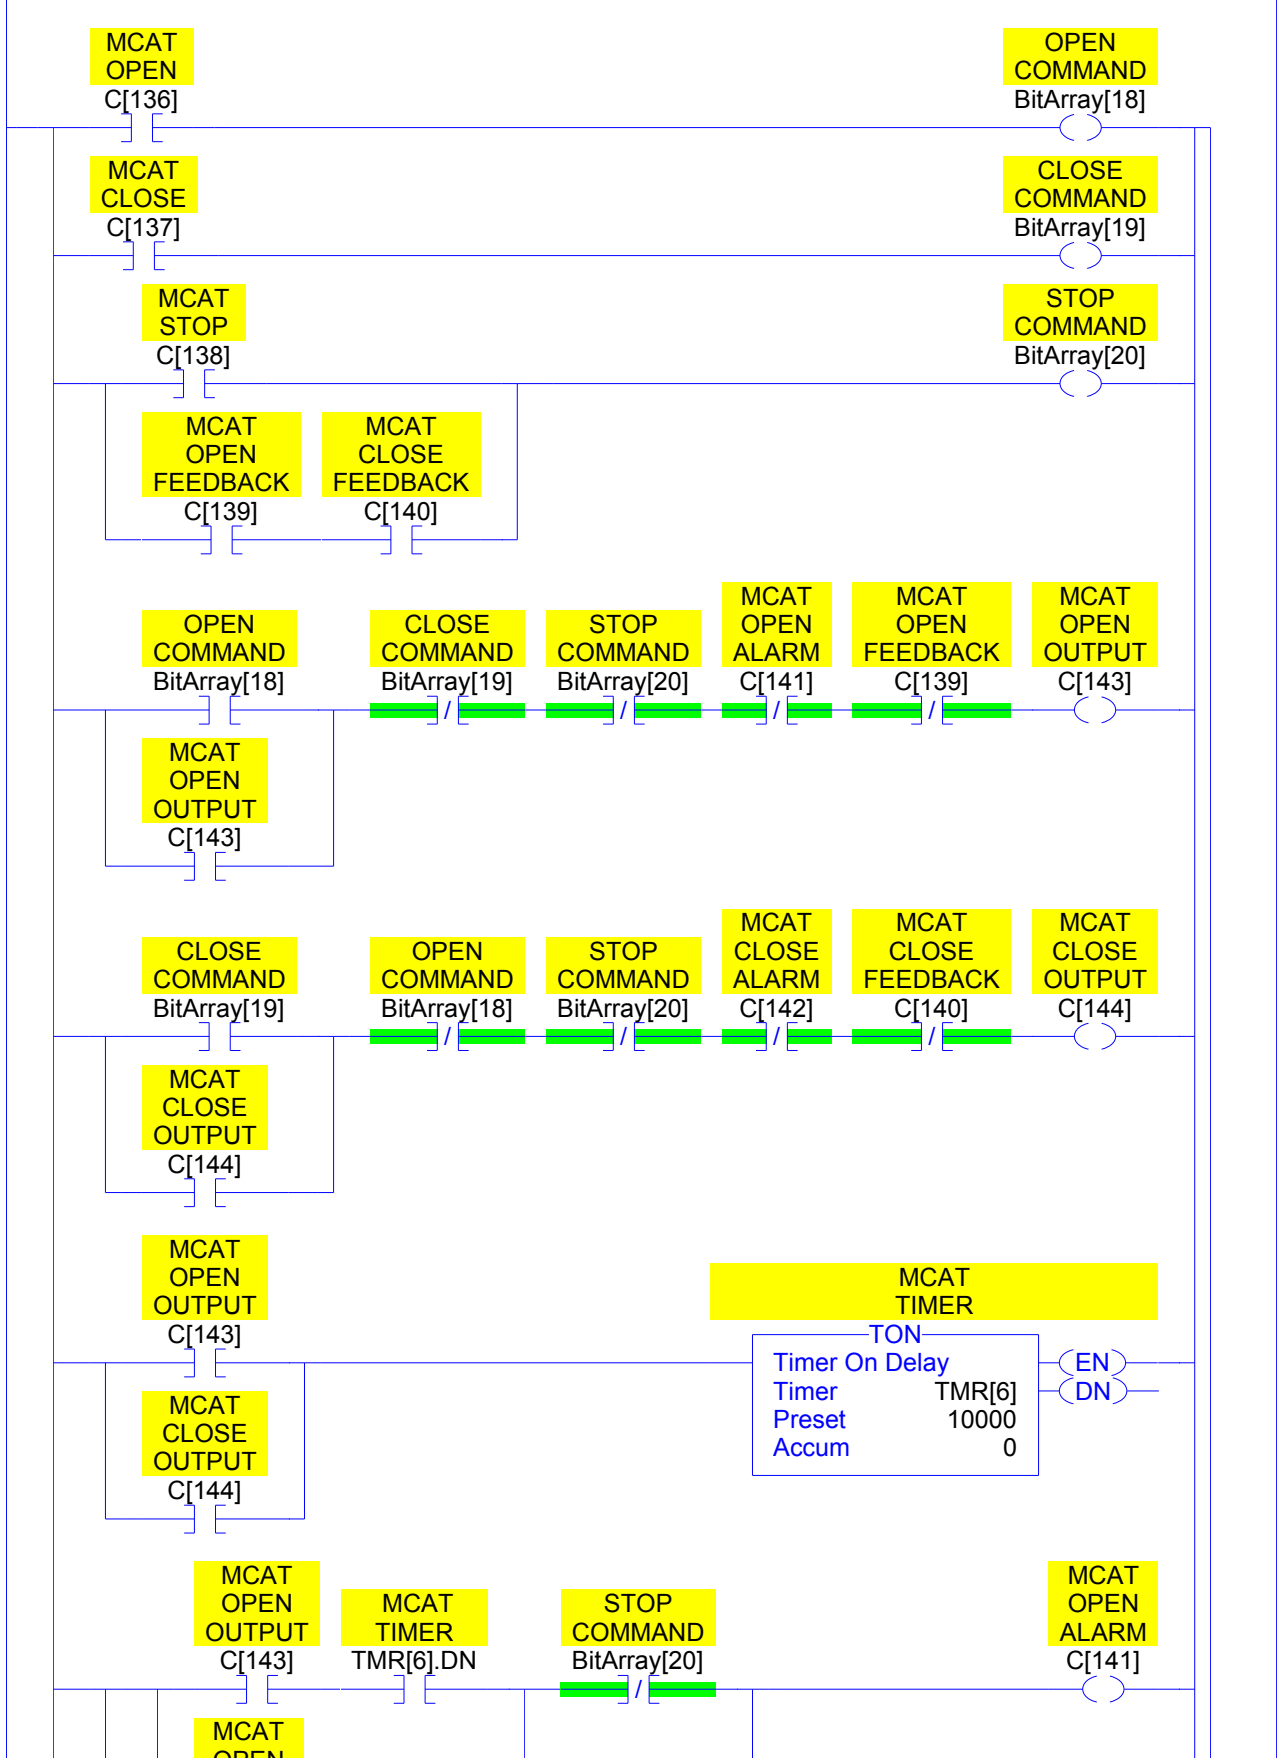 MCAT
OPEN
C[136]
OPEN
COMMAND
BitArray[18]
MCAT
CLOSE
C[137]
CLOSE
COMMAND
BitArray[19]
MCAT
STOP
C[138]
STOP
COMMAND
BitArray[20]
MCAT
OPEN
FEEDBACK
C[139]
MCAT
CLOSE
FEEDBACK
C[140]
OPEN
COMMAND
BitArray[18]
CLOSE
COMMAND
BitArray[19]
STOP
COMMAND
BitArray[20]
MCAT
OPEN
ALARM
C[141]
MCAT
OPEN
FEEDBACK
C[139]
MCAT
OPEN
OUTPUT
C[143]
/
/
/
/
MCAT
OPEN
OUTPUT
C[143]
CLOSE
COMMAND
BitArray[19]
OPEN
COMMAND
BitArray[18]
STOP
COMMAND
BitArray[20]
MCAT
CLOSE
ALARM
C[142]
MCAT
CLOSE
FEEDBACK
C[140]
MCAT
CLOSE
OUTPUT
C[144]
/
/
/
/
MCAT
CLOSE
OUTPUT
C[144]
MCAT
OPEN
OUTPUT
C[143]
MCAT
TIMER
TON
Timer On Delay
Timer TMR[6]
Preset 10000
Accum 0
EN
DN
MCAT
CLOSE
OUTPUT
C[144]
MCAT
OPEN
OUTPUT
C[143]
MCAT
TIMER
TMR[6].DN
STOP
COMMAND
BitArray[20]
/
MCAT
OPEN
ALARM
C[141]
MCAT
OPEN